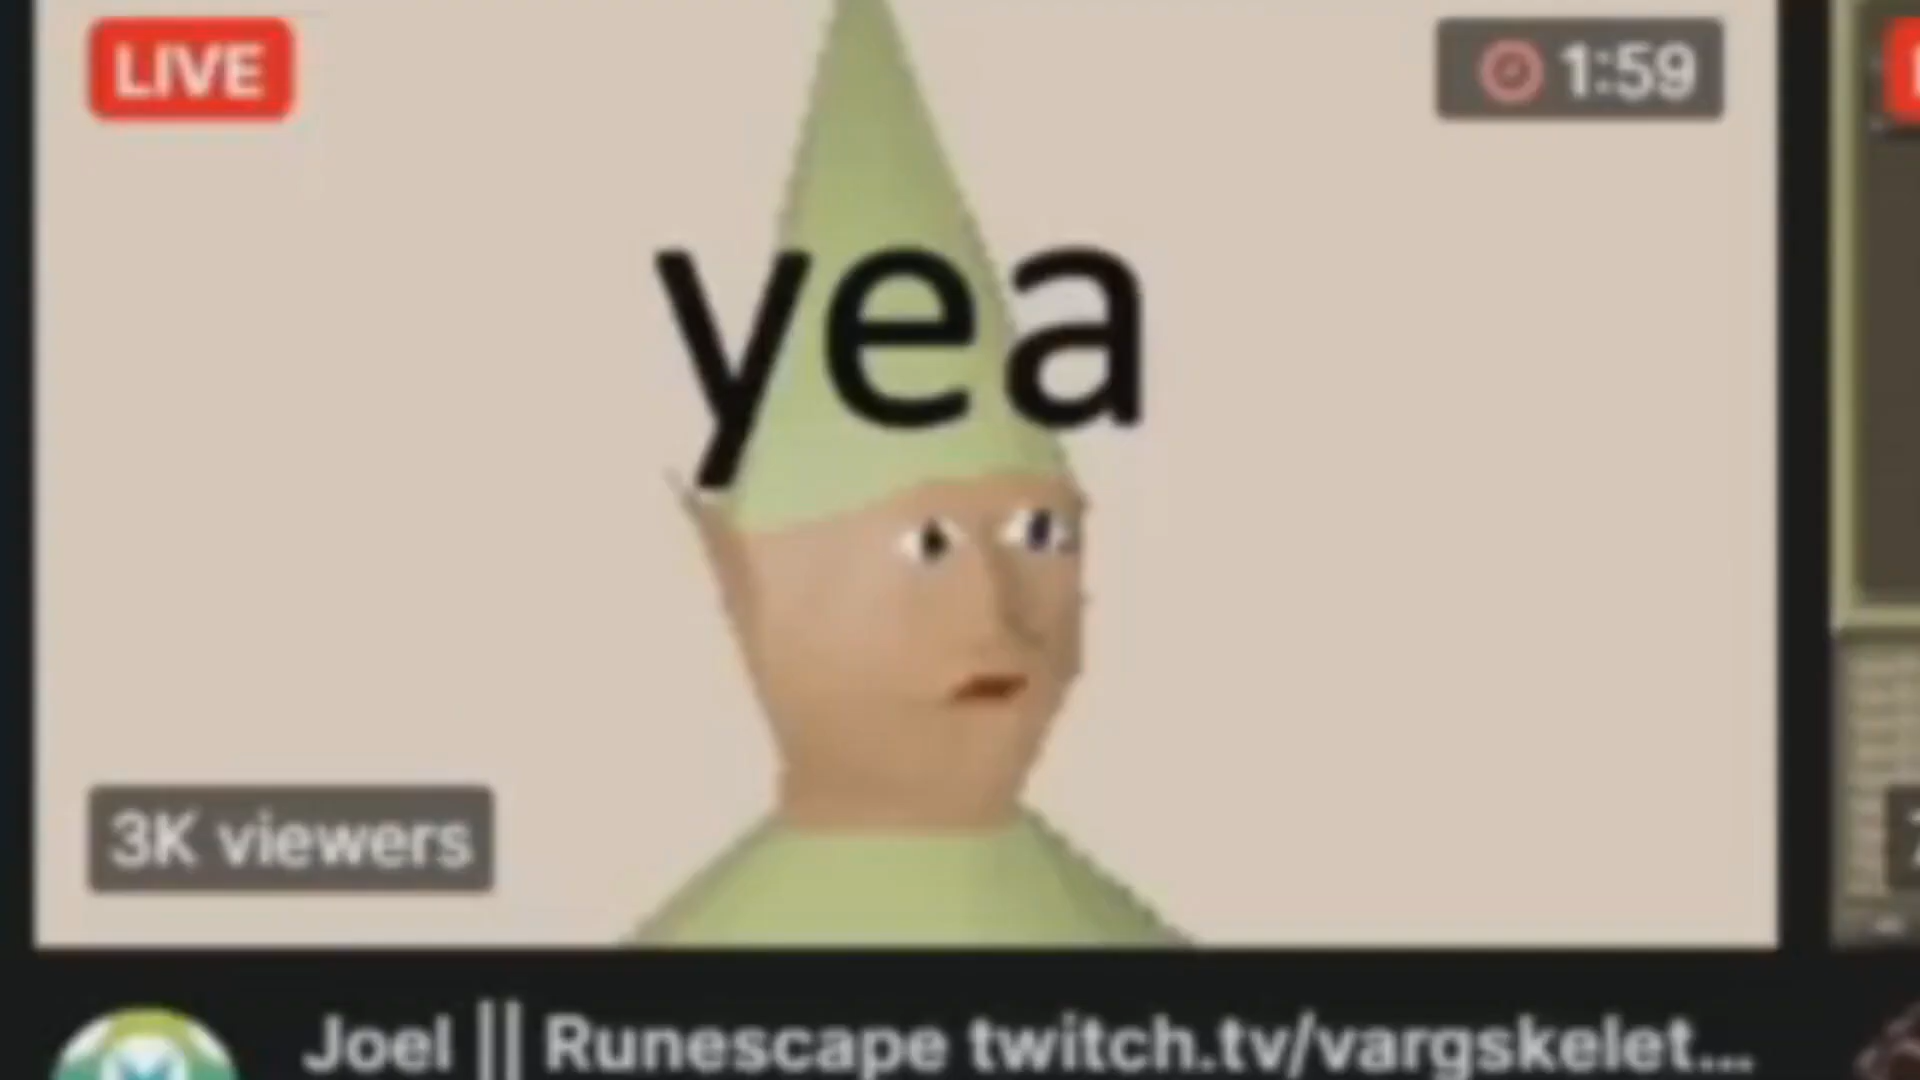 LIVE
1:59
yea
3K viewers
Joel || Runescape twitch.tv/vargskelet...